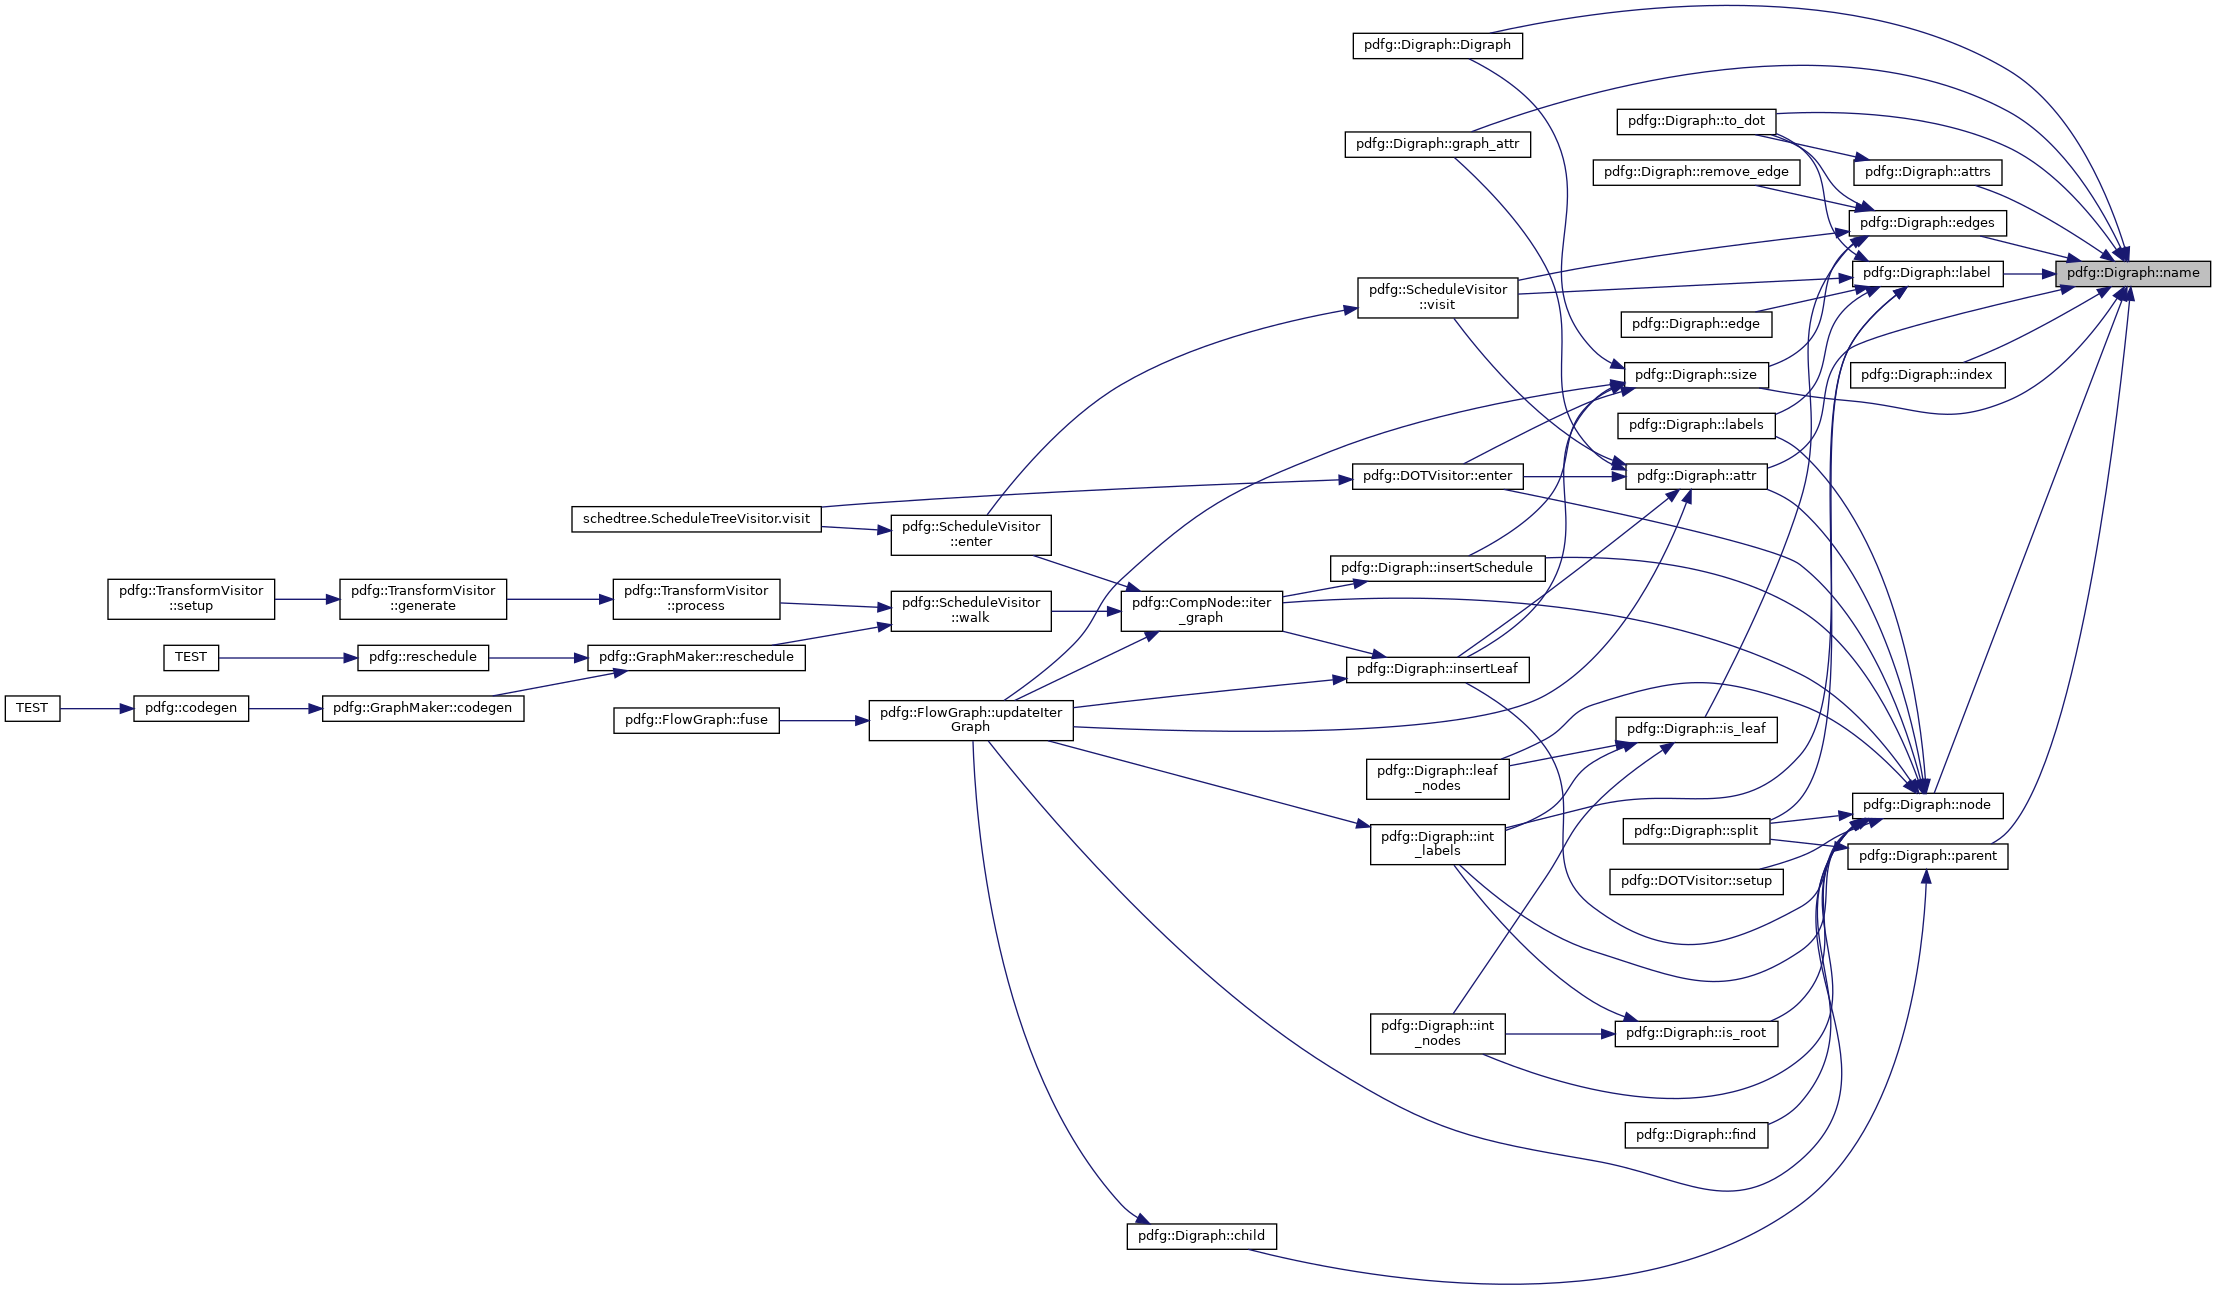 pdfg::Digraph::Digraph
pdfg::Digraph::to_dot
pdfg::Digraph::graph_attr
pdfg::Digraph::remove_edge
pdfg::Digraph::attrs
pdfg::Digraph::edges
pdfg::Digraph::label
pdfg::Digraph::name
pdfg::ScheduleVisitor
::visit
pdfg::Digraph::edge
pdfg::Digraph::size
pdfg::Digraph::index
pdfg::Digraph::labels
pdfg::DOTVisitor::enter
pdfg::Digraph::attr
schedtree.ScheduleTreeVisitor.visit
pdfg::ScheduleVisitor
::enter
pdfg::Digraph::insertSchedule
pdfg::TransformVisitor
::setup
pdfg::TransformVisitor
::generate
pdfg::TransformVisitor
::process
pdfg::ScheduleVisitor
::walk
pdfg::CompNode::iter
_graph
TEST
pdfg::reschedule
pdfg::GraphMaker::reschedule
pdfg::Digraph::insertLeaf
TEST
pdfg::codegen
pdfg::GraphMaker::codegen
pdfg::FlowGraph::fuse
pdfg::FlowGraph::updateIter
Graph
pdfg::Digraph::is_leaf
pdfg::Digraph::leaf
_nodes
pdfg::Digraph::node
pdfg::Digraph::int
_labels
pdfg::Digraph::split
pdfg::Digraph::parent
pdfg::DOTVisitor::setup
pdfg::Digraph::int
_nodes
pdfg::Digraph::is_root
pdfg::Digraph::find
pdfg::Digraph::child